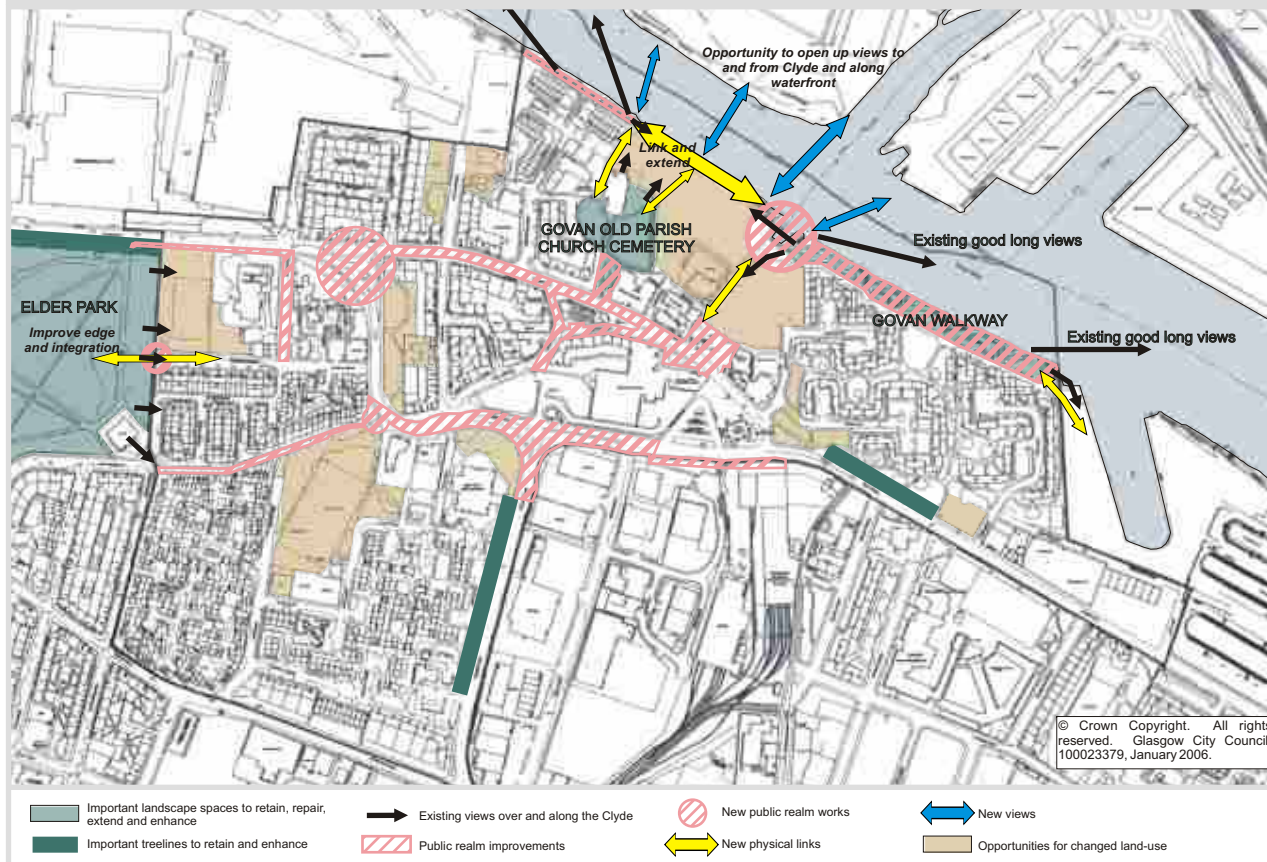 Opportunity to open up views to
and from Clyde and along
waterfront
Link and
extend
GOVAN OLD PARISH
CHURCH CEMETERY
Existing good long views
ELDER PARK
Improve edge
and integration
GOVAN WALKWAY
Existing good long views
© Crown Copyright. All rights
reserved. Glasgow City Council
100023379, January 2006.
Important landscape spaces to retain, repair,
extend and enhance
Existing views over and along the Clyde
New public realm works
New views
Important treelines to retain and enhance
Public realm improvements
New physical links
Opportunities for changed land-use